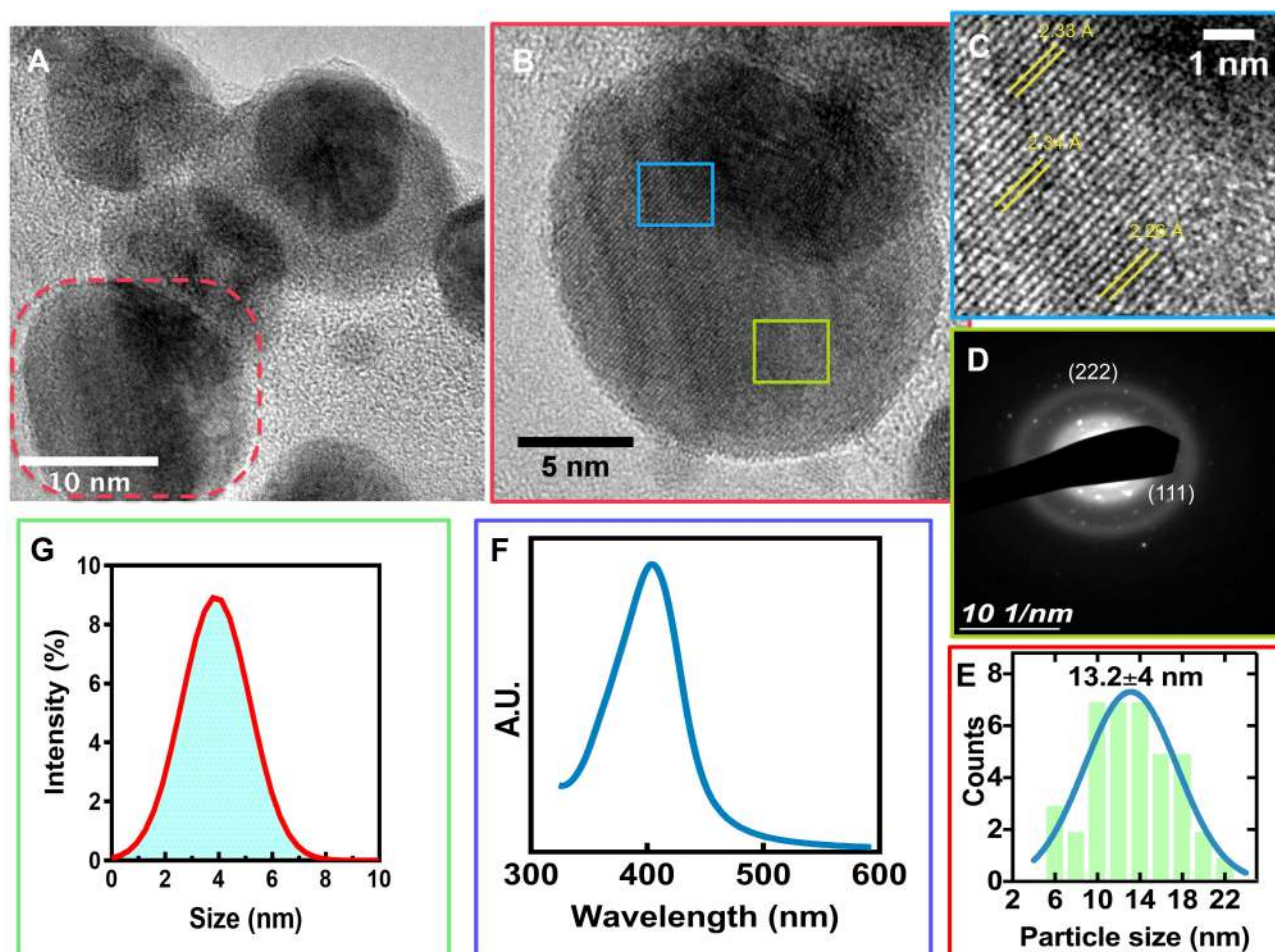 A
10 nm
B
5 nm
C
1 nm
2.33 Å
2.34 Å
D
(222)
(111)
10 1/nm
G
10
8
6
4
2
0
Intensity (%)
0 2 4 6 8 10
Size (nm)
F
A.U.
300 400 500 600
Wavelength (nm)
E
13.2±4 nm
8
6
4
2
0
Counts
2 6 10 14 18 22
Particle size (nm)